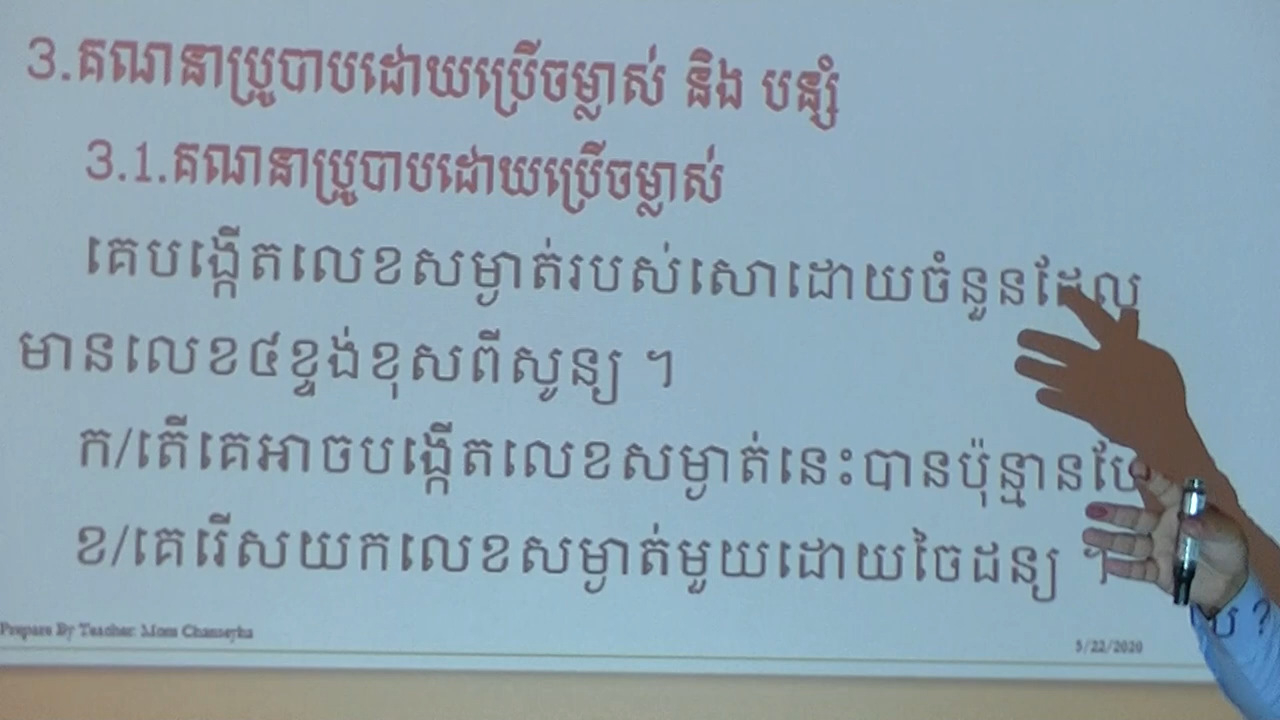 3.គណនាប្រូបាបដោយប្រើចម្លាស់ និង បន្សំ
3.1.គណនាប្រូបាបដោយប្រើចម្លាស់
គេបង្កើតលេខសម្ងាត់របស់សោដោយចំនួនដែល
មានលេខ៤ខ្ទង់ខុសពីសូន្យ ។
ក/តើគេអាចបង្កើតលេខសម្ងាត់នេះបានប៉ុន្មាន
ខ/គេរើសយកលេខសម្ងាត់មួយដោយចៃដន្យ ។
Prepare By Teacher: Morn Chanseyha
5/22/2020